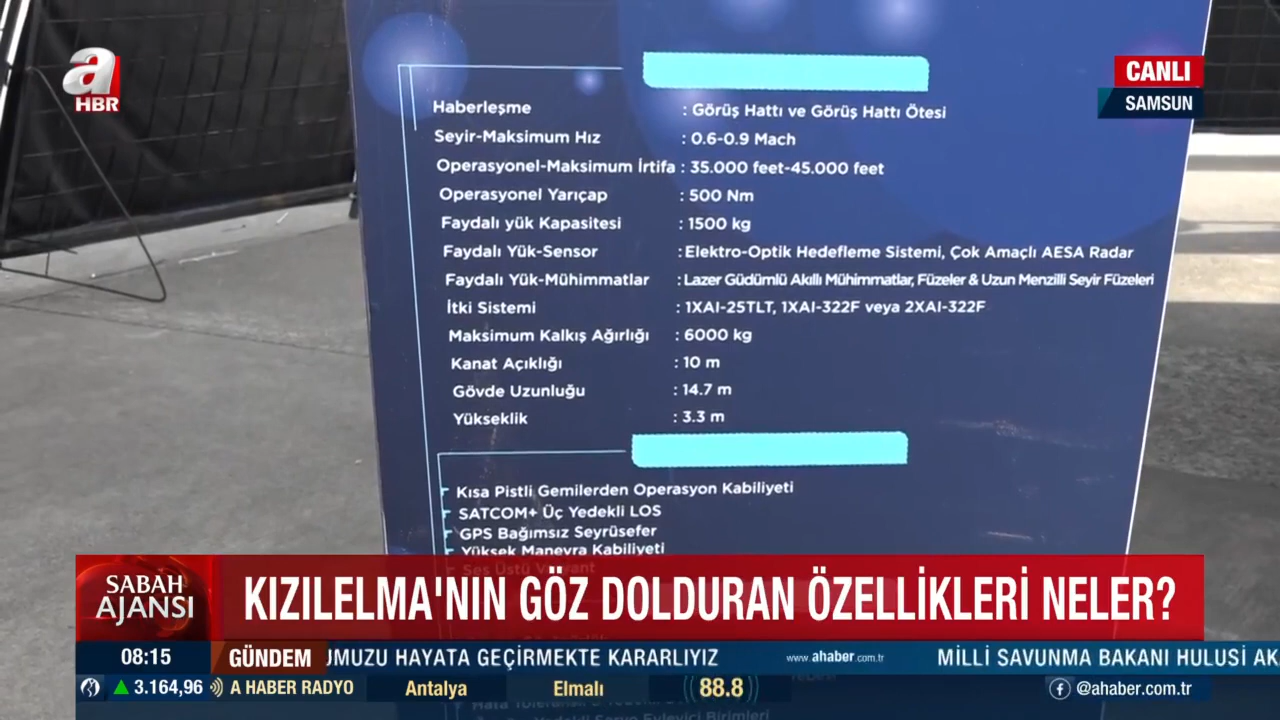 a
HBR
CANLI
SAMSUN
Haberleşme : Görüş Hattı ve Görüş Hattı Ötesi
Seyir-Maksimum Hız : 0.6-0.9 Mach
Operasyonel-Maksimum İrtifa : 35.000 feet-45.000 feet
Operasyonel Yarıçap : 500 Nm
Faydalı yük Kapasitesi : 1500 kg
Faydalı Yük-Sensor : Elektro-Optik Hedefleme Sistemi, Çok Amaçlı AESA Radar
Faydalı Yük-Mühimmatlar : Lazer Güdümlü Akıllı Mühimmatlar, Füzeler & Uzun Menzilli Seyir Füzeleri
İtki Sistemi : 1XAI-25TLT, 1XAI-322F veya 2XAI-322F
Maksimum Kalkış Ağırlığı : 6000 kg
Kanat Açıklığı : 10 m
Gövde Uzunluğu : 14.7 m
Yükseklik : 3.3 m
Kısa Pistli Gemilerden Operasyon Kabiliyeti
SATCOM+ Üç Yedekli LOS
GPS Bağımsız Seyrüsefer
Yüksek Manevra Kabiliyeti
Ses Üstü
SABAH AJANSI
KIZILELMA'NIN GÖZ DOLDURAN ÖZELLİKLERİ NELER?
08:15 GÜNDEM UMUZU HAYATA GEÇİRMEKTE KARARLIYIZ www.ahaber.com.tr MİLLİ SAVUNMA BAKANI HULUSİ AK
3.164,96 A HABER RADYO Antalya Elmalı 88.8 @ahaber.com.tr